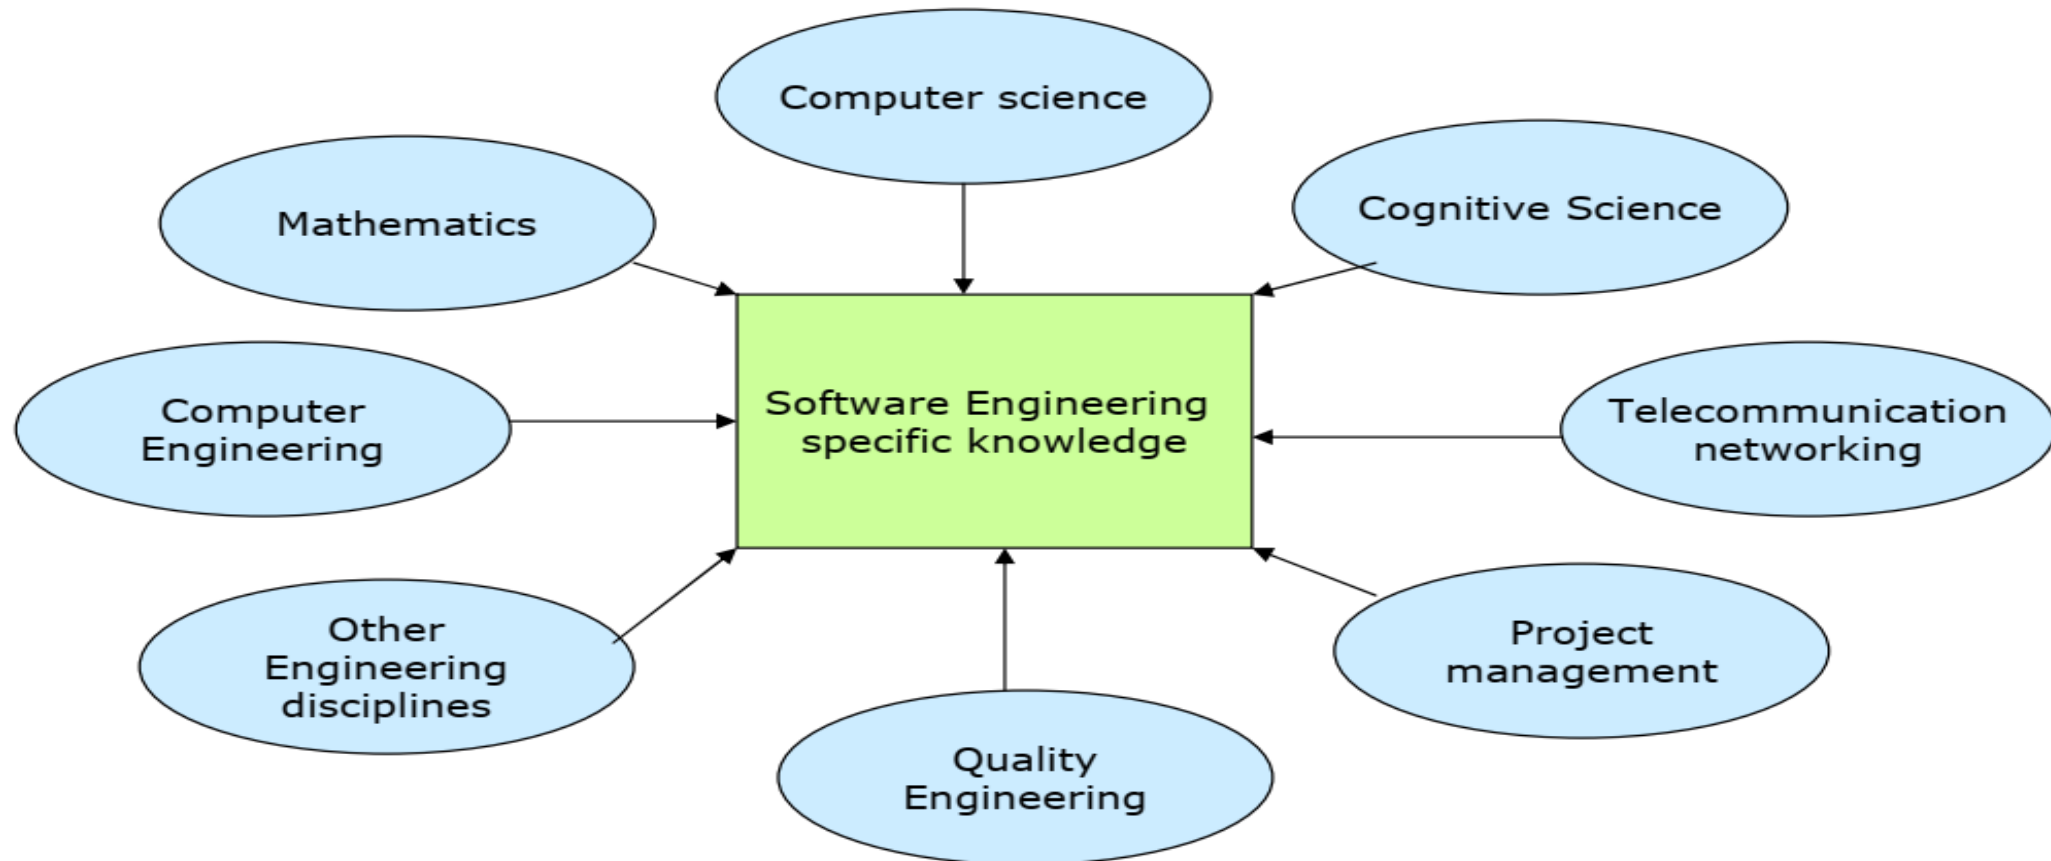 Computer science
Mathematics
Cognitive Science
Computer
Engineering
Software Engineering
specific knowledge
Telecommunication
networking
Other
Engineering
disciplines
Project
management
Quality
Engineering